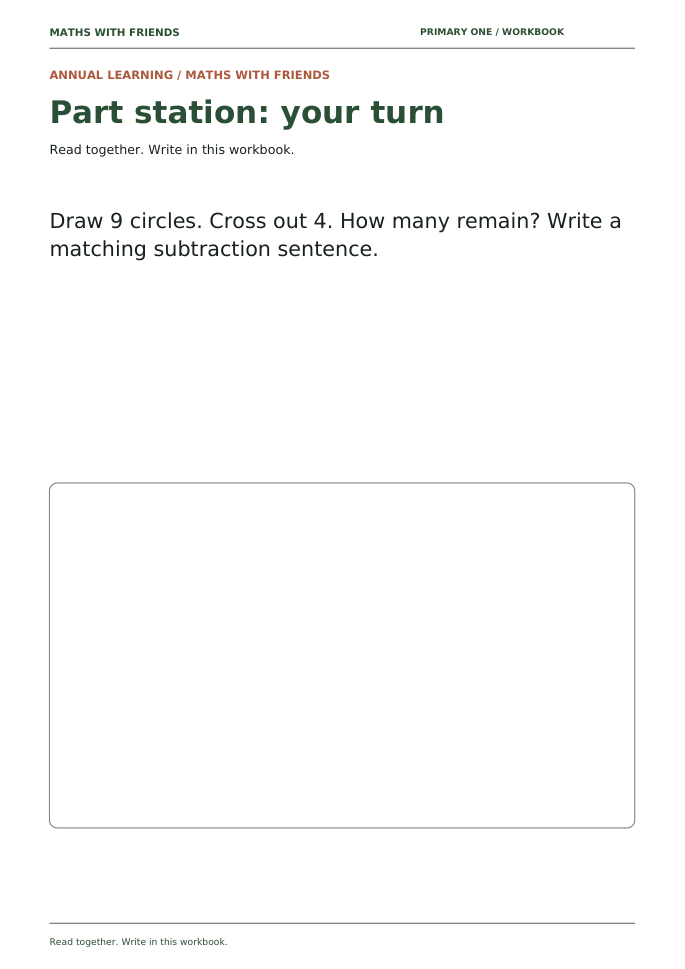 MATHS WITH FRIENDS
PRIMARY ONE / WORKBOOK
ANNUAL LEARNING / MATHS WITH FRIENDS
Part station: your turn
Read together. Write in this workbook.
Draw 9 circles. Cross out 4. How many remain? Write a
matching subtraction sentence.
Read together. Write in this workbook.